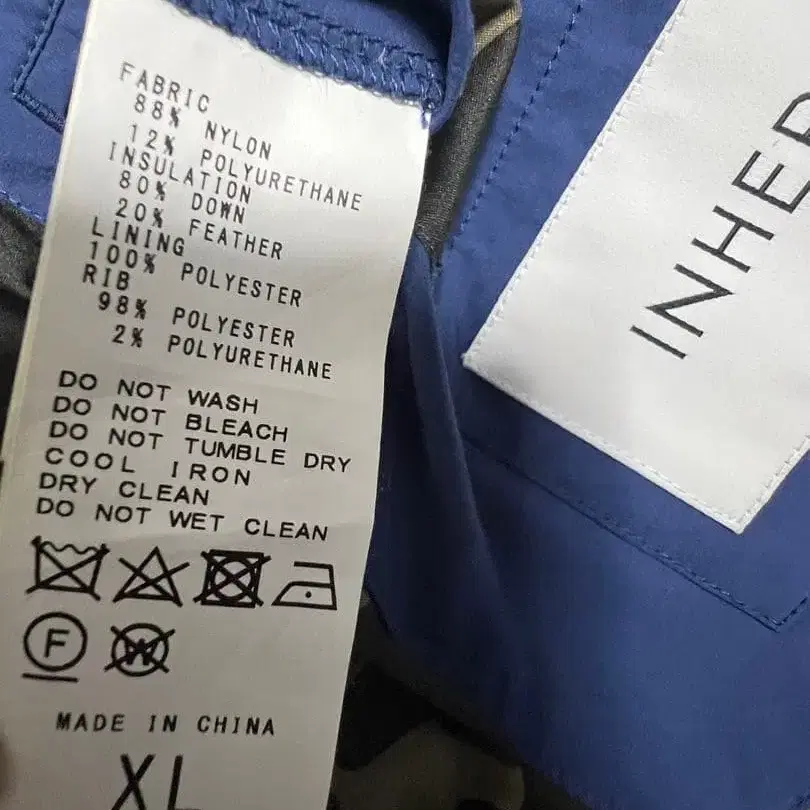 FABRIC
88% NYLON
12% POLYURETHANE
INSULATION
80% DOWN
20% FEATHER
LINING
100% POLYESTER
RIB
98% POLYESTER
2% POLYURETHANE
DO NOT WASH
DO NOT BLEACH
DO NOT TUMBLE DRY
COOL IRON
DRY CLEAN
DO NOT WET CLEAN
F W
MADE IN CHINA
XL
INHER